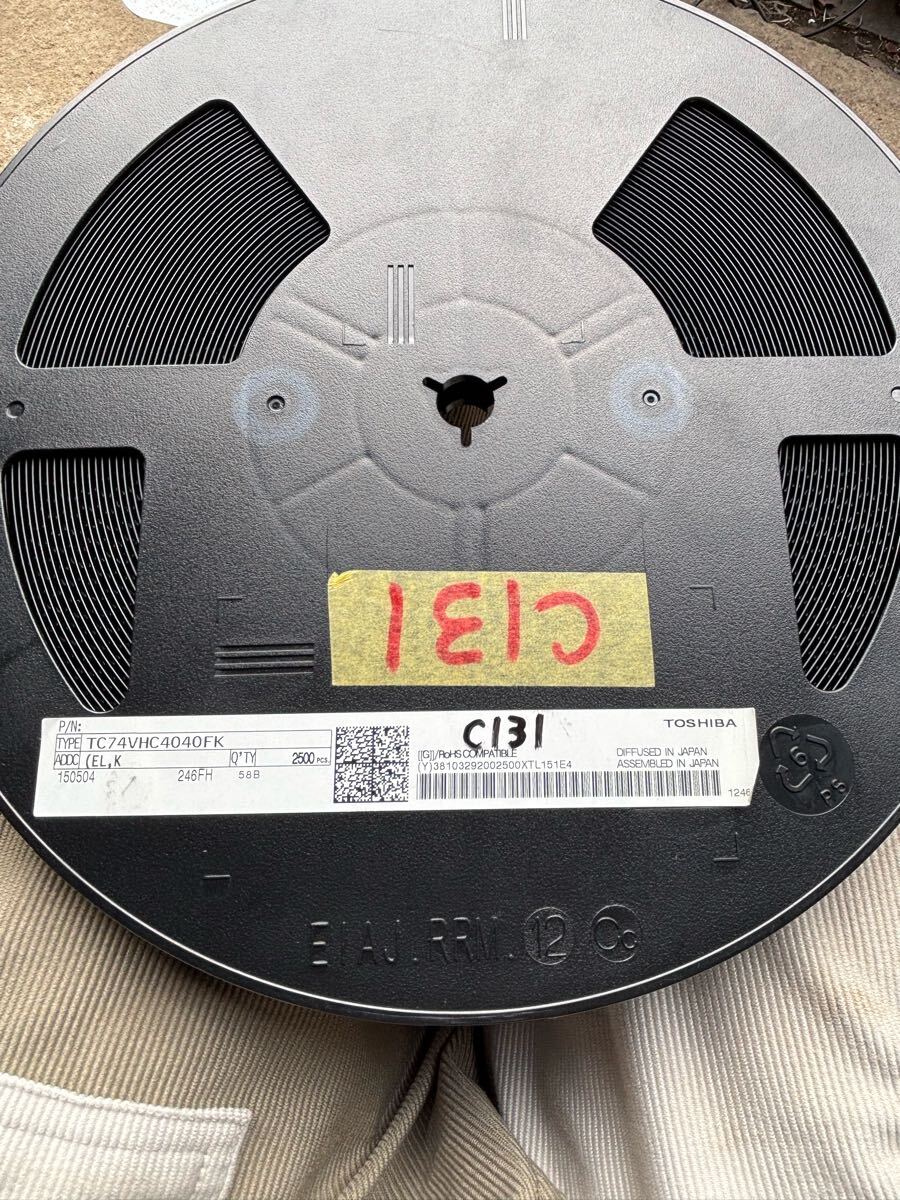 C131
P/N:
TYPE TC74VHC4040FK
ADDC (EL,K Q'TY 2500 PCS.
150504 246FH 58B
C131
TOSHIBA
[[G]]/RoHS COMPATIBLE
DIFFUSED IN JAPAN
(Y)38103292002500XTL151E4
ASSEMBLED IN JAPAN
1246
6
PS
EIAJ.RRM.12 Cc